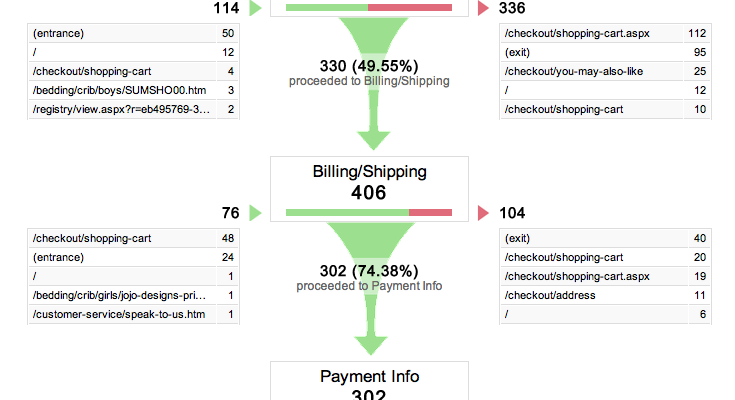 114
336
(entrance) 50
/ 12
/checkout/shopping-cart 4
/bedding/crib/boys/SUMSHO00.htm 3
/registry/view.aspx?r=eb495769-3... 2
/checkout/shopping-cart.aspx 112
(exit) 95
/checkout/you-may-also-like 25
/ 12
/checkout/shopping-cart 10
330 (49.55%)
proceeded to Billing/Shipping
Billing/Shipping
406
76
104
/checkout/shopping-cart 48
(entrance) 24
/ 1
/bedding/crib/girls/jojo-designs-pri... 1
/customer-service/speak-to-us.htm 1
(exit) 40
/checkout/shopping-cart 20
/checkout/shopping-cart.aspx 19
/checkout/address 11
/ 6
302 (74.38%)
proceeded to Payment Info
Payment Info
302